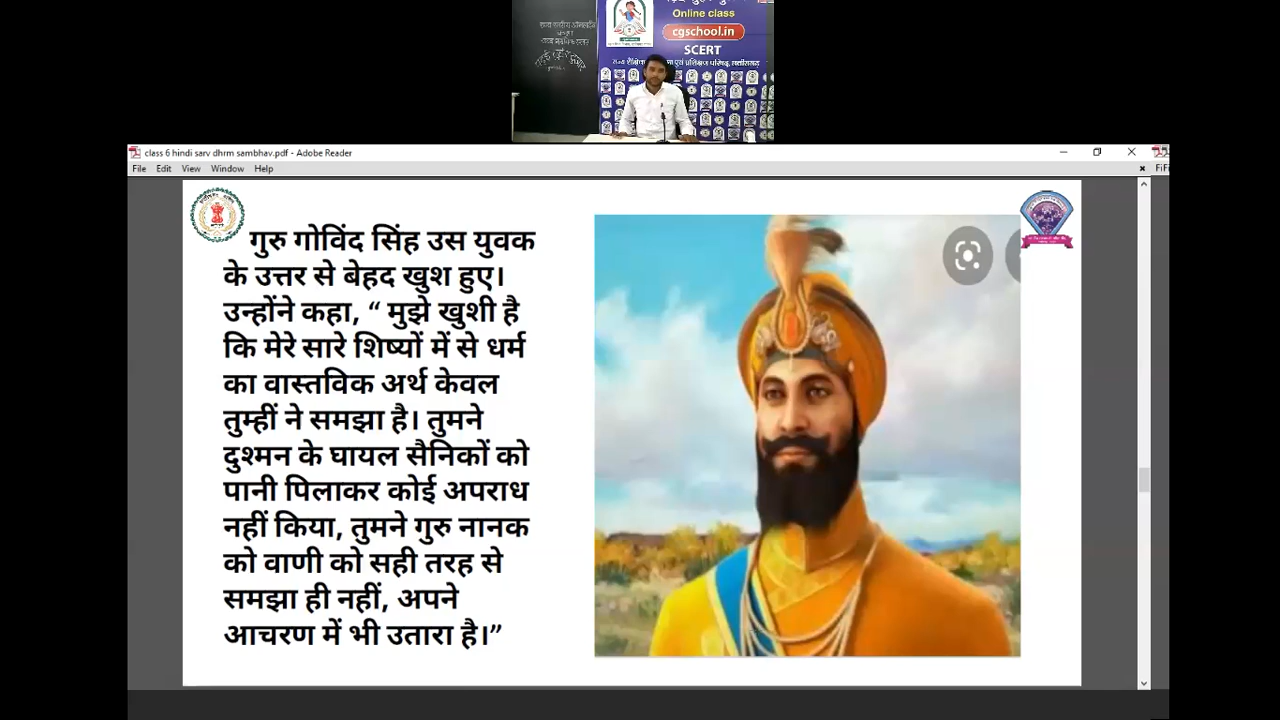 Online class
cgschool.in
SCERT
class 6 hindi sarv dhrm sambhav.pdf - Adobe Reader
File Edit View Window Help
गुरु गोविंद सिंह उस युवक
के उत्तर से बेहद खुश हुए।
उन्होंने कहा, “ मुझे खुशी है
कि मेरे सारे शिष्यों में से धर्म
का वास्तविक अर्थ केवल
तुम्हीं ने समझा है। तुमने
दुश्मन के घायल सैनिकों को
पानी पिलाकर कोई अपराध
नहीं किया, तुमने गुरु नानक
को वाणी को सही तरह से
समझा ही नहीं, अपने
आचरण में भी उतारा है।”